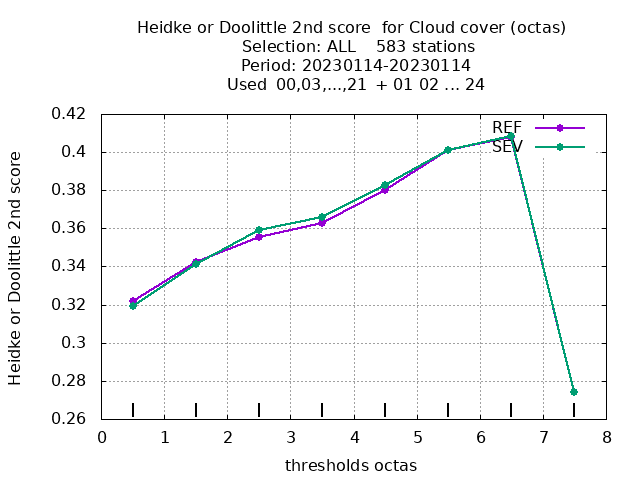 Heidke or Doolittle 2nd score  for Cloud cover (octas)
Selection: ALL    583 stations
Period: 20230114-20230114
Used  00,03,...,21  + 01 02 ... 24
REF
SEV
Heidke or Doolittle 2nd score
0.42
0.4
0.38
0.36
0.34
0.32
0.3
0.28
0.26
0 1 2 3 4 5 6 7 8
thresholds octas